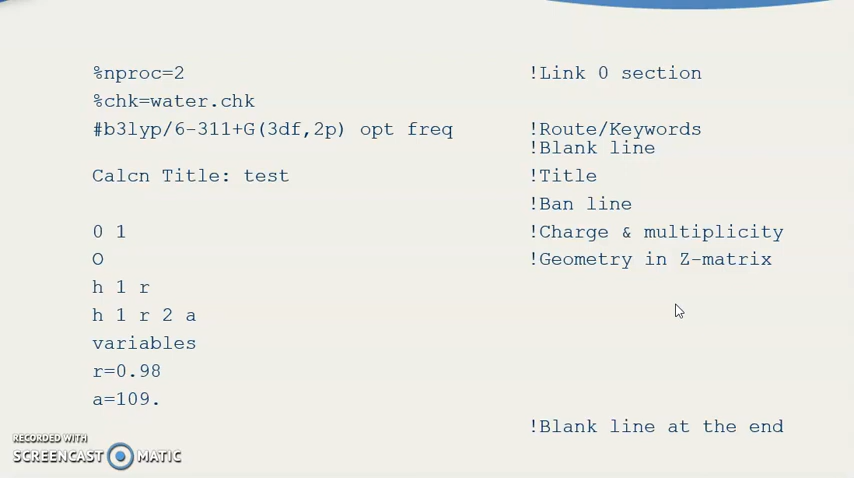 %nproc=2 !Link 0 section
%chk=water.chk
#b3lyp/6-311+G(3df,2p) opt freq !Route/Keywords
!Blank line
Calcn Title: test !Title
!Ban line
0 1 !Charge & multiplicity
O !Geometry in Z-matrix
h 1 r
h 1 r 2 a
variables
r=0.98
a=109.
!Blank line at the end
RECORDED WITH
SCREENCAST MATIC